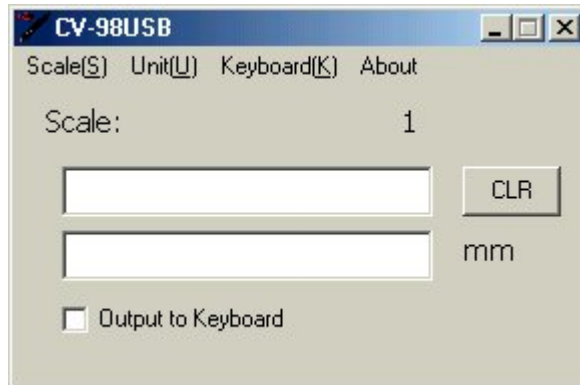 CV-98USB
Scale(S) Unit(U) Keyboard(K) About
Scale: 1
CLR
mm
Output to Keyboard